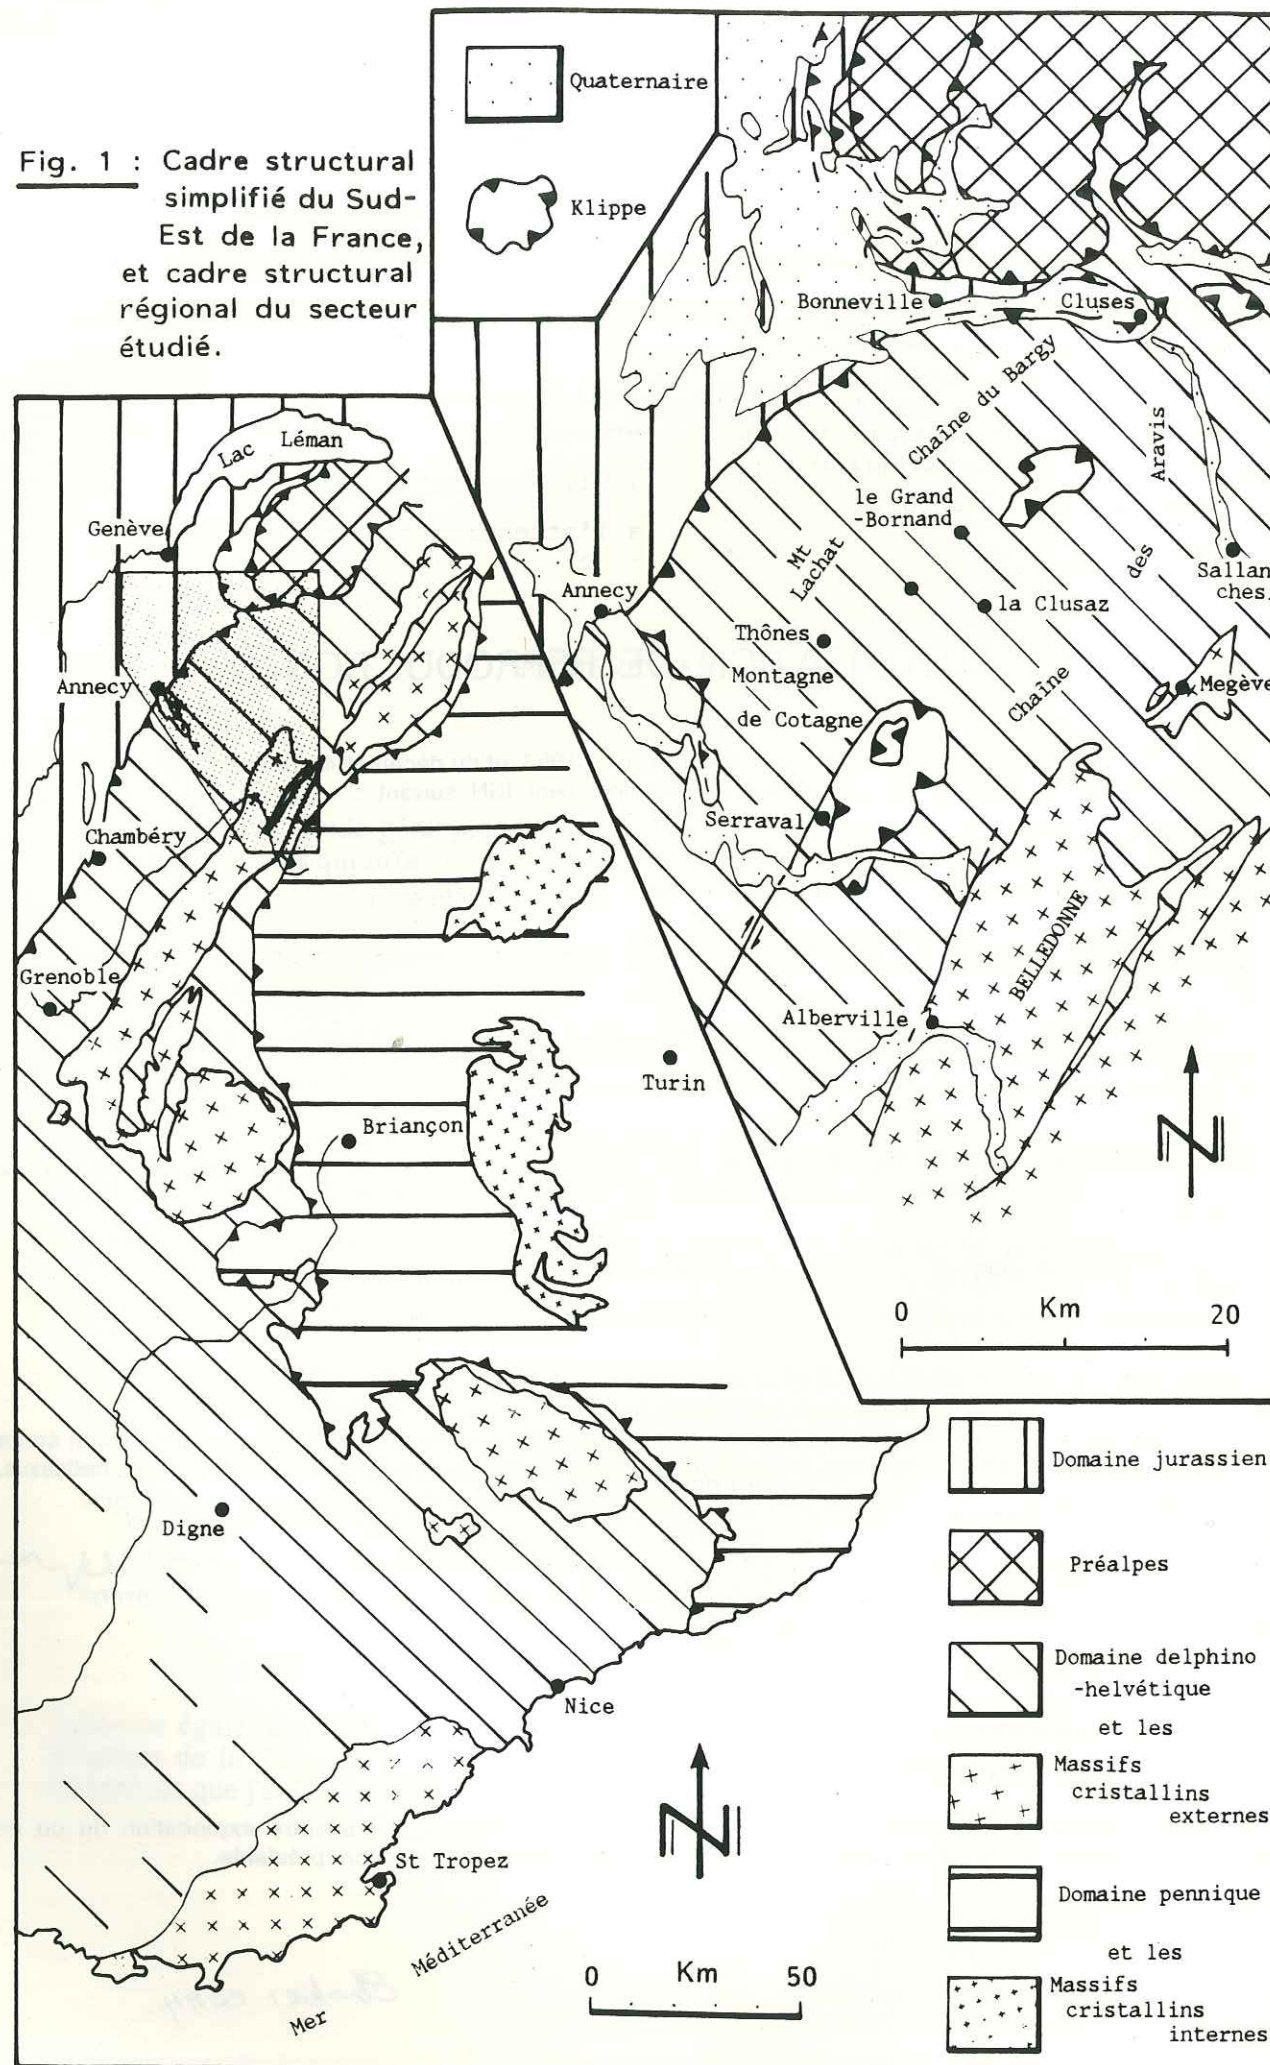 Fig. 1 : Cadre structural
simplifié du Sud-
Est de la France,
et cadre structural
régional du secteur
étudié.
Quaternaire
Klippe
Bonneville
Cluses
Chaîne du Bargy
Aravis
des
Chaîne
le Grand
-Bornand
Mt
Lachat
Sallan
ches.
Annecy
la Clusaz
Thônes
Montagne
de Cotagne
Megève
Serraval
BELLEDONNE
Alberville
0 Km 20
Lac Léman
Genève
Annecy
Chambéry
Grenoble
Turin
Briançon
Digne
Nice
St Tropez
Mer Méditerranée
0 Km 50
Domaine jurassien
Préalpes
Domaine delphino
-helvétique
et les
Massifs
cristallins
externes
Domaine pennique
et les
Massifs
cristallins
internes